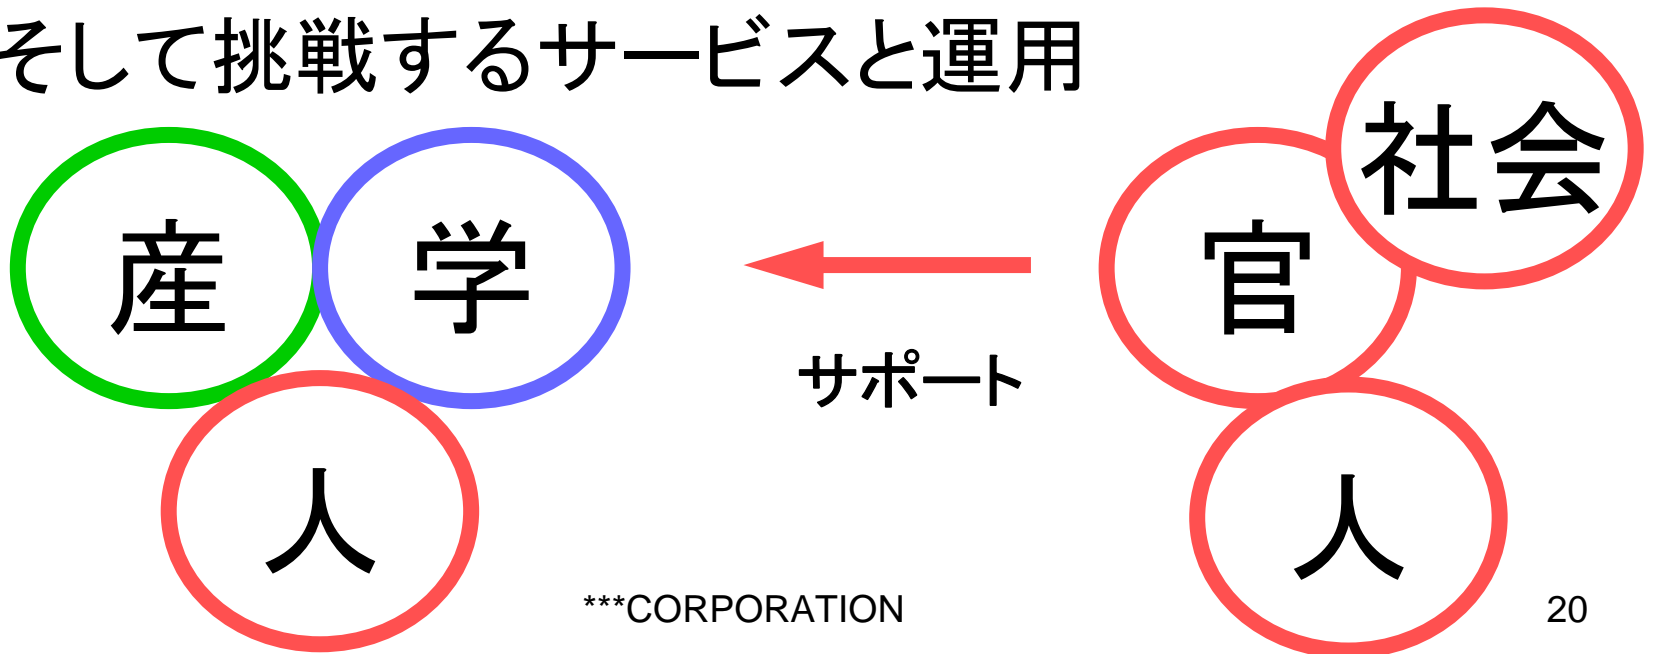 そして挑戦するサービスと運用
社会
産
学
官
サポート
人
人
***CORPORATION
20